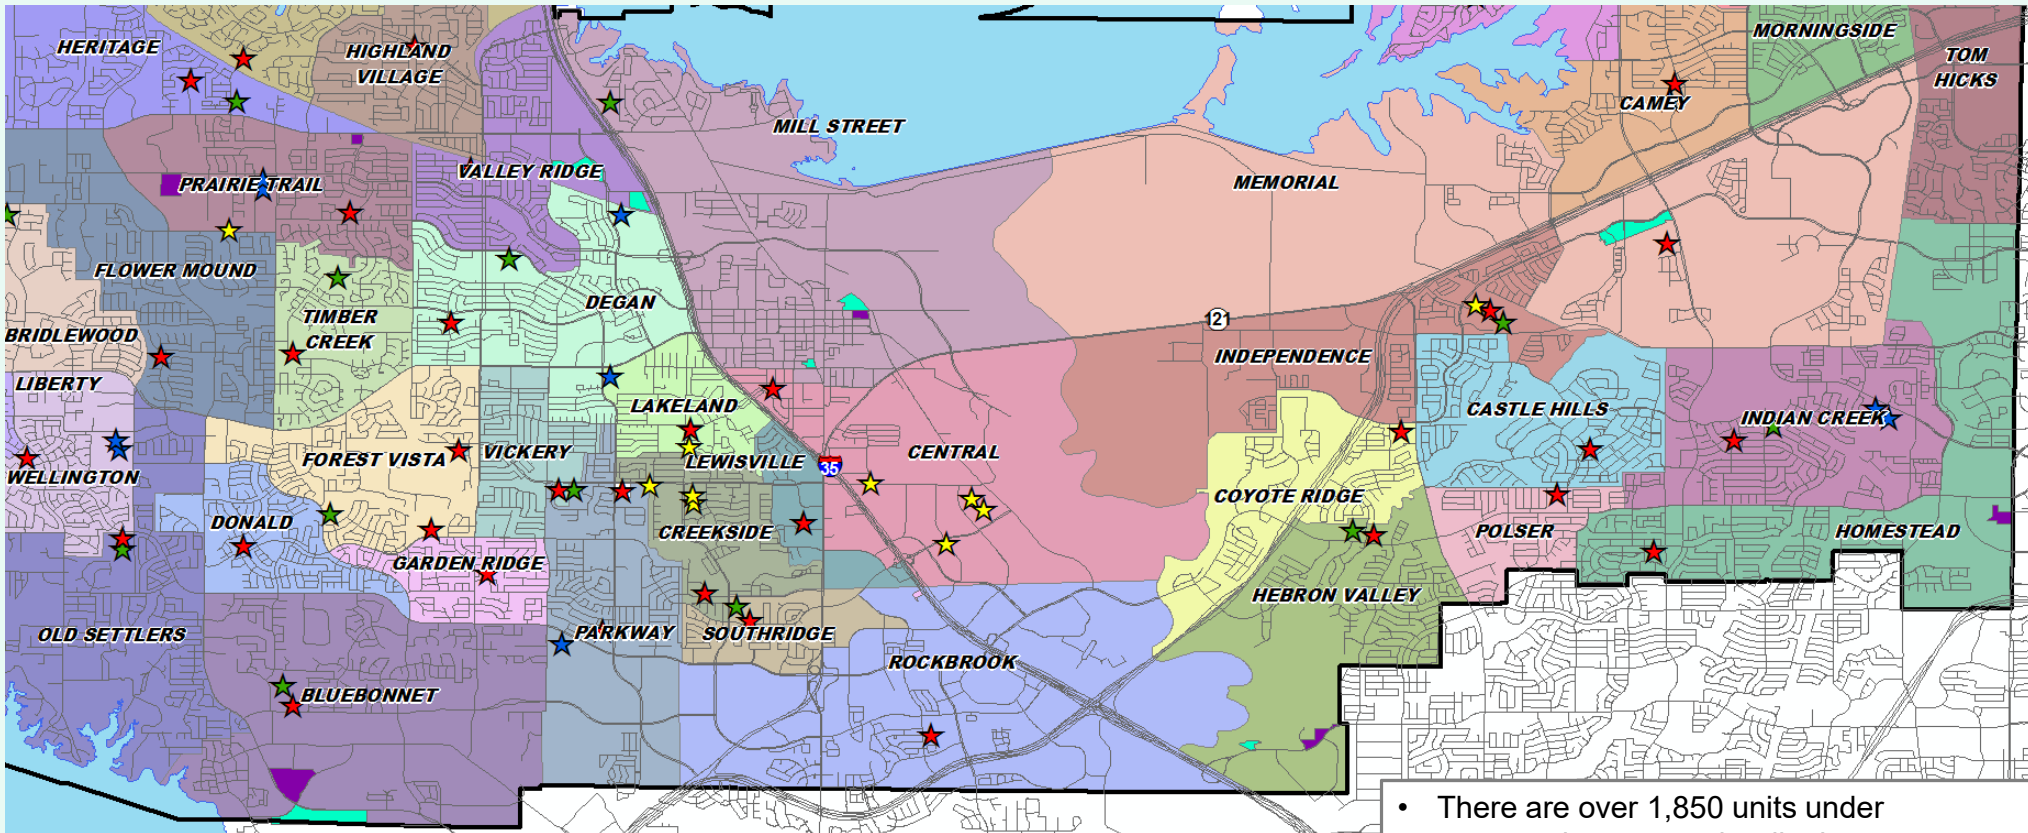 HERITAGE
HIGHLAND
VILLAGE
MORNINGSIDE
TOM
HICKS
CAMEY
MILL STREET
VALLEY RIDGE
PRAIRIE TRAIL
MEMORIAL
FLOWER MOUND
DEGAN
TIMBER
CREEK
BRIDLEWOOD
121
INDEPENDENCE
LIBERTY
LAKELAND
CASTLE HILLS
INDIAN CREEK
FOREST VISTA
VICKERY
LEWISVILLE
CENTRAL
35
WELLINGTON
COYOTE RIDGE
DONALD
CREEKSIDE
POLSER
HOMESTEAD
GARDEN RIDGE
HEBRON VALLEY
OLD SETTLERS
PARKWAY
SOUTHRIDGE
ROCKBROOK
BLUEBONNET
• There are over 1,850 units under